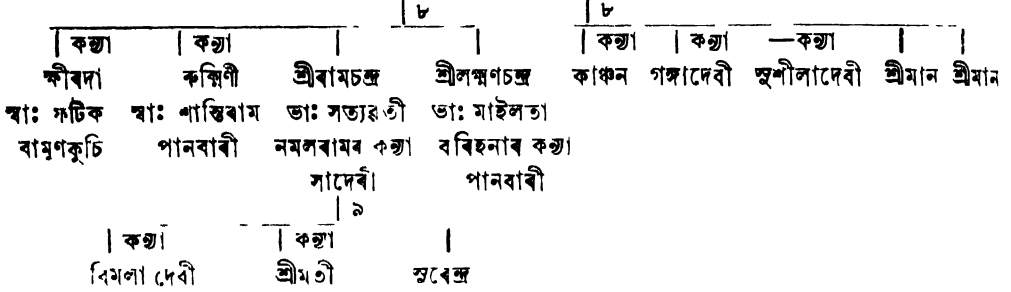 ৮ ৮
কন্যা কন্যা কন্যা কন্যা কন্যা
ক্ষীৰদা ৰুক্মিণী শ্ৰীৰামচন্দ্ৰ শ্ৰীলক্ষ্মণচন্দ্ৰ কাঞ্চন গঙ্গাদেবী সুশীলাদেবী শ্ৰীমান শ্ৰীমান
স্বাঃ ফটিক স্বাঃ শান্তিৰাম ভাঃ সত্যৱতী ভাঃ মাইলতা
বামুণকুচি পানবাৰী নমলৰামৰ কন্যা বৰিহনাৰ কন্যা
সাদেৰী পানবাৰী
৯
কন্যা কন্যা
বিমলা দেবী শ্ৰীমতী সুৰেন্দ্ৰ